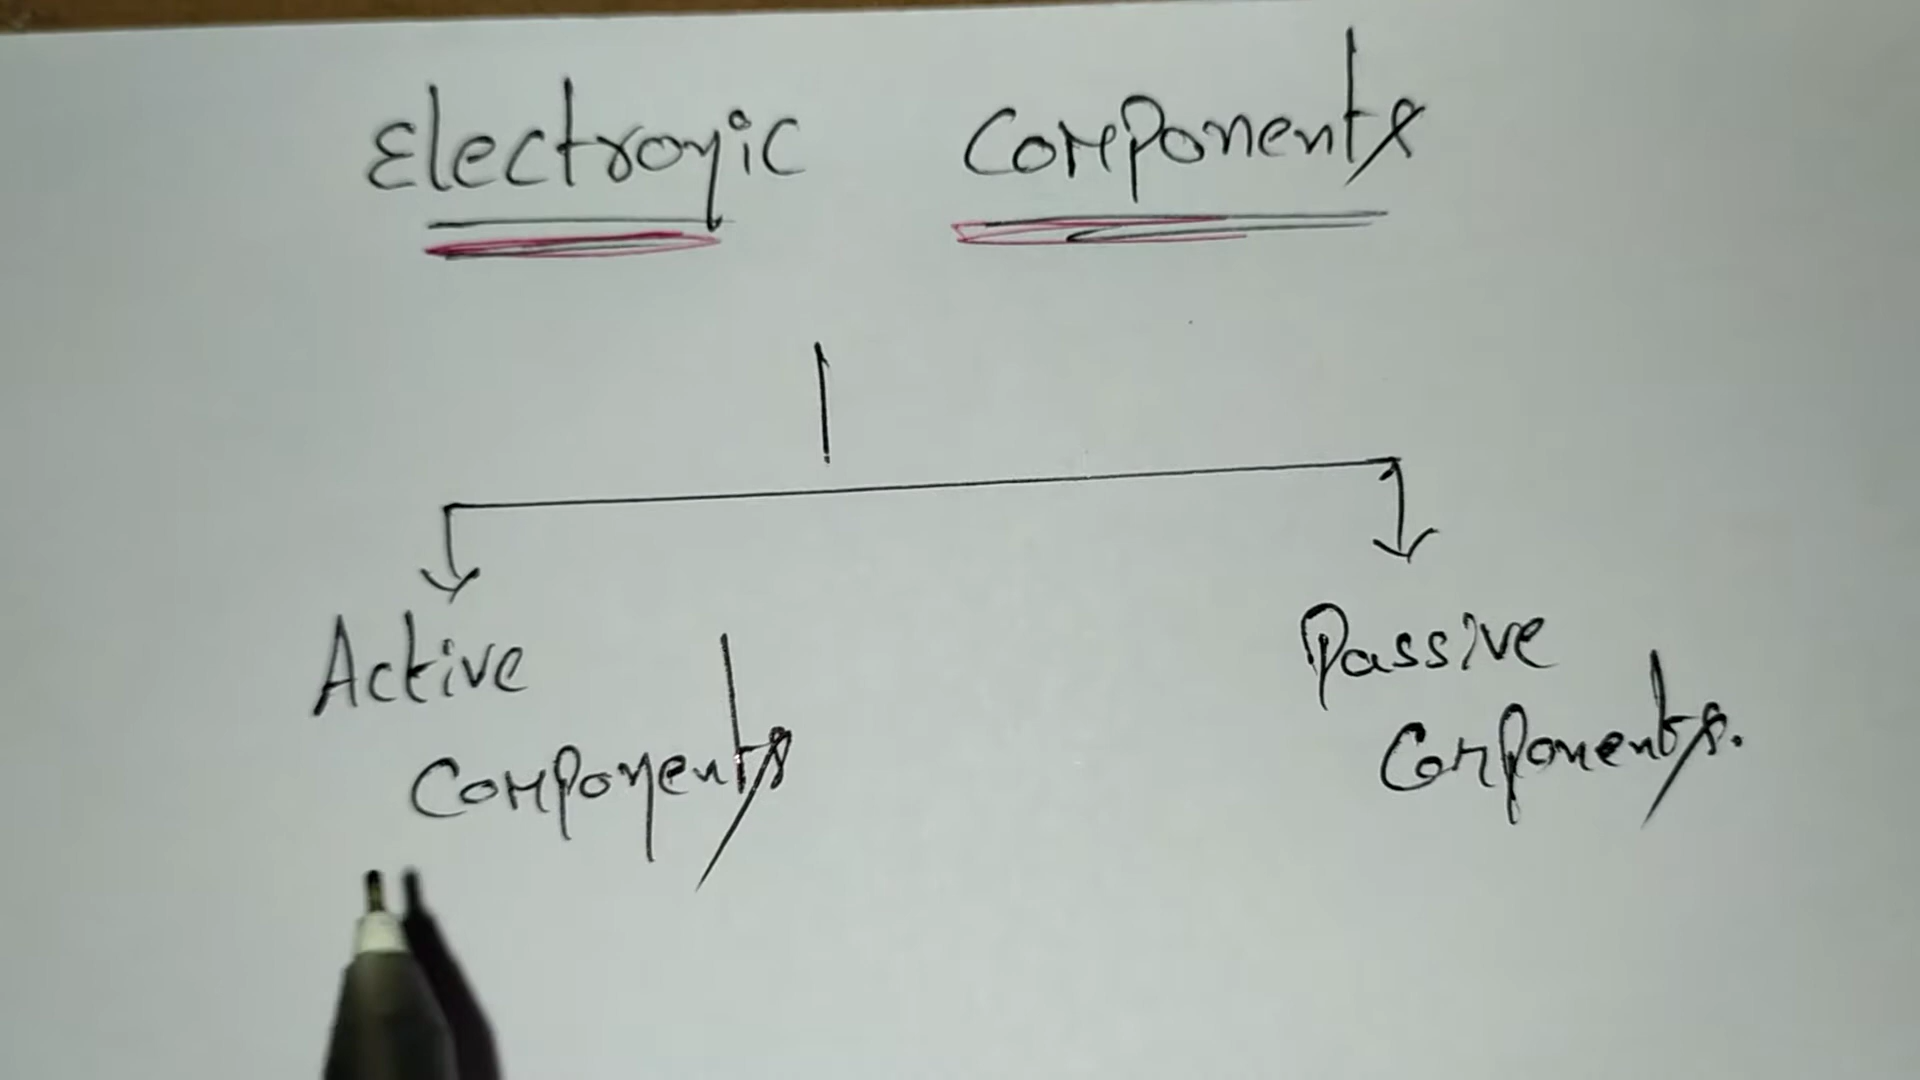 Electronic Components
Active
Components
Passive
Components.